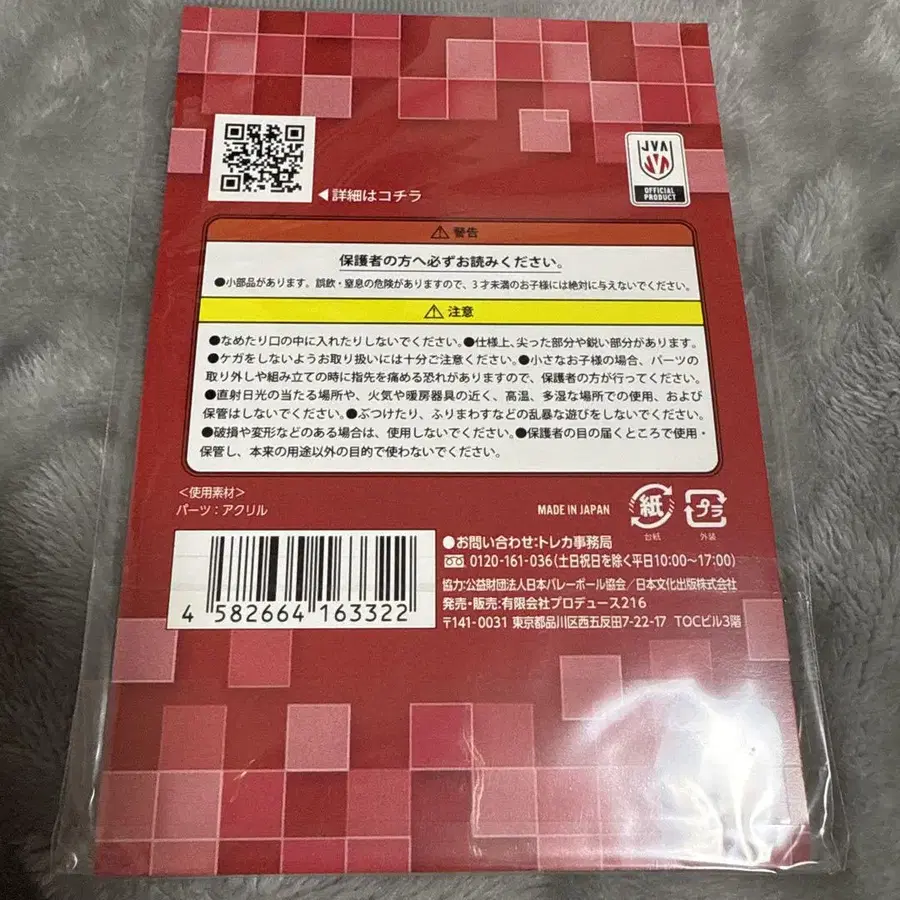 JVA
OFFICIAL
PRODUCT
◀詳細はコチラ
⚠警告
保護者の方へ必ずお読みください。
●小部品があります。誤飲・窒息の危険がありますので、3才未満のお子様には絶対に与えないでください。
⚠注意
●なめたり口の中に入れたりしないでください。●仕様上、尖った部分や鋭い部分があります。
●ケガをしないようお取り扱いには十分ご注意ください。●小さなお子様の場合、パーツの
取り外しや組み立ての時に指先を痛める恐れがありますので、保護者の方が行ってください。
●直射日光の当たる場所や、火気や暖房器具の近く、高温、多湿な場所での使用、および
保管はしないでください。●ぶつけたり、ふりまわすなどの乱暴な遊びをしないでください。
●破損や変形などのある場合は、使用しないでください。●保護者の目の届くところで使用・
保管し、本来の用途以外の目的で使わないでください。
＜使用素材＞
パーツ：アクリル
MADE IN JAPAN
紙
台紙
プラ
外装
4 582664 163322
●お問い合わせ:トレカ事務局
0120-161-036(土日祝日を除く平日10:00〜17:00)
協力:公益財団法人日本バレーボール協会／日本文化出版株式会社
発売・販売:有限会社プロデュース216
〒141-0031 東京都品川区西五反田7-22-17 TOCビル3階